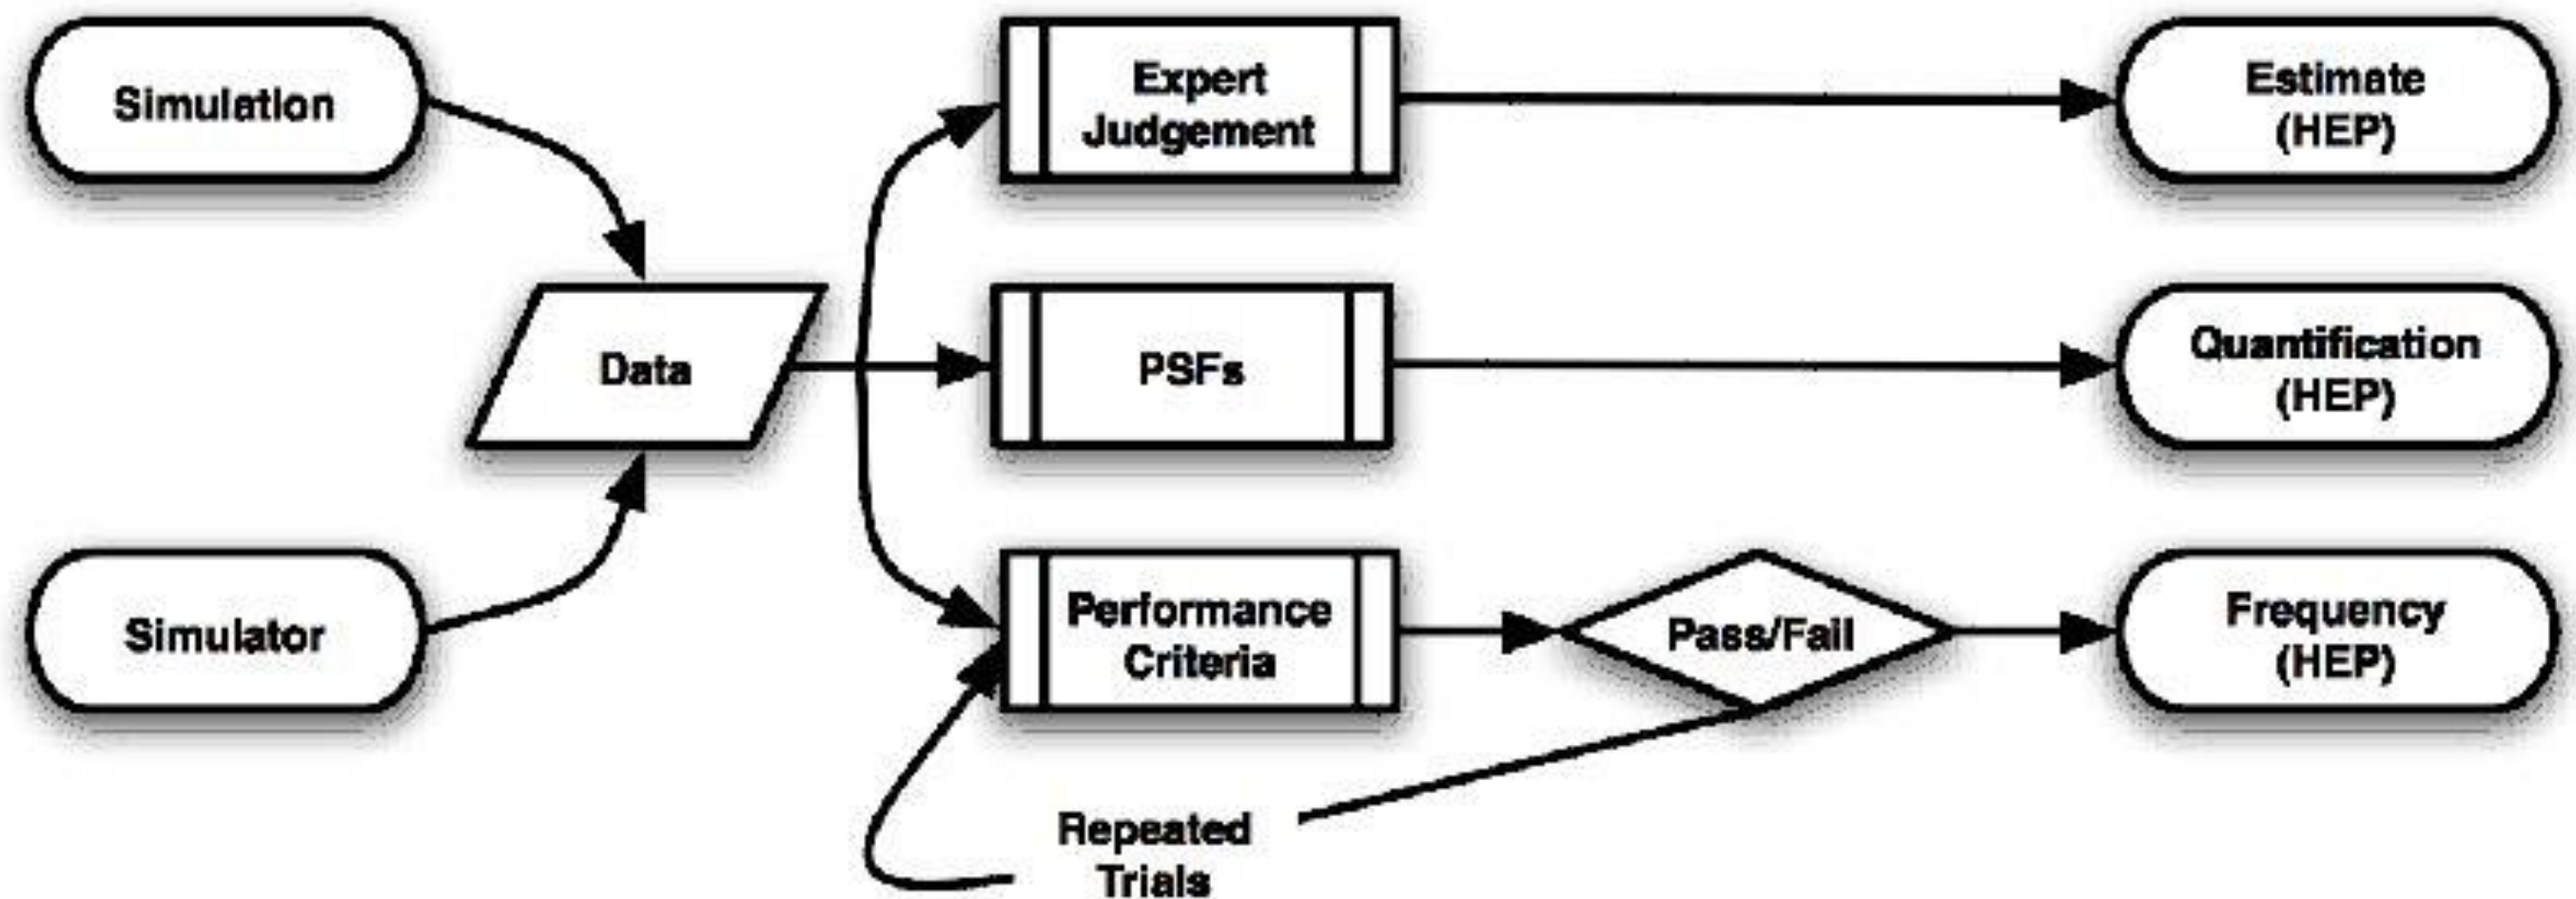 Simulation
Expert
Judgement
Estimate
(HEP)
Data
PSFs
Quantification
(HEP)
Simulator
Performance
Criteria
Pass/Fail
Frequency
(HEP)
Repeated
Trials